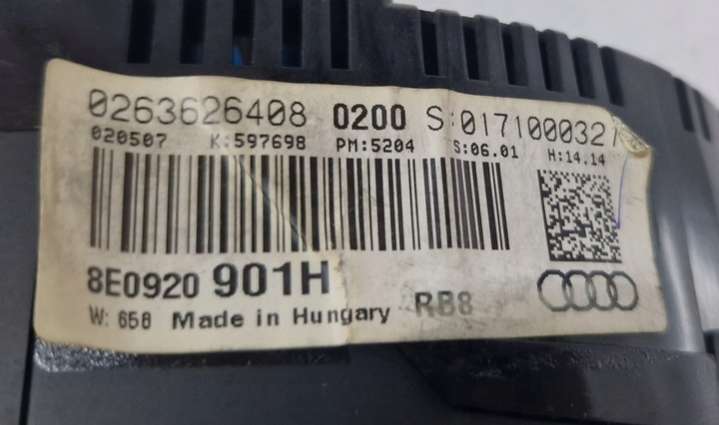 0263626408 0200 S:0171000327
020507 K:597698 PM:5204 S:06.01 H:14.14
8E0920 901H
W: 658 Made in Hungary RB8